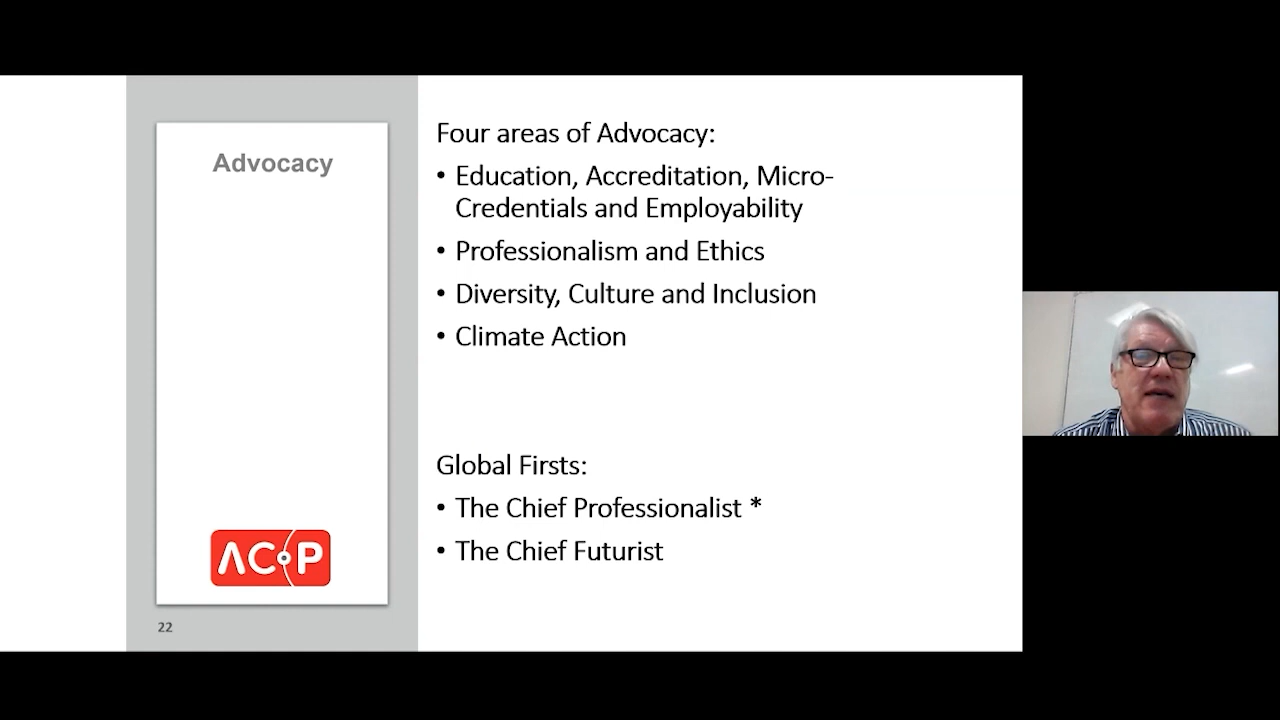 Advocacy
Four areas of Advocacy:
• Education, Accreditation, Micro-
Credentials and Employability
• Professionalism and Ethics
• Diversity, Culture and Inclusion
• Climate Action
Global Firsts:
• The Chief Professionalist *
• The Chief Futurist
ACP
22